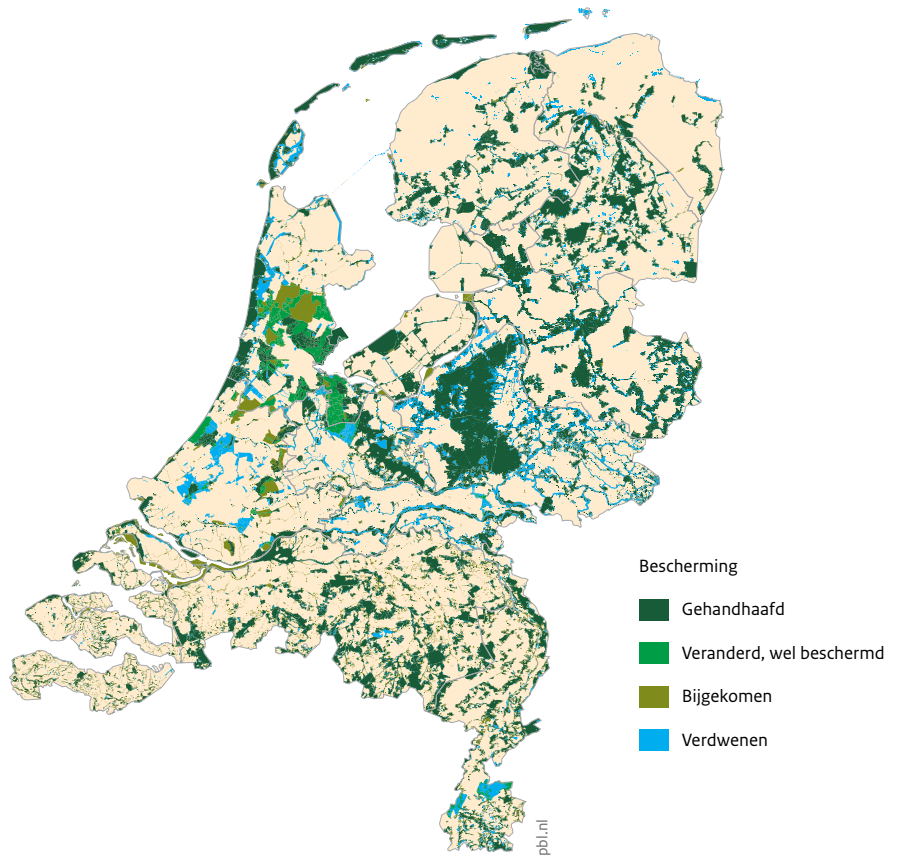 Bescherming
Gehandhaafd
Veranderd, wel beschermd
Bijgekomen
Verdwenen
pbl.nl